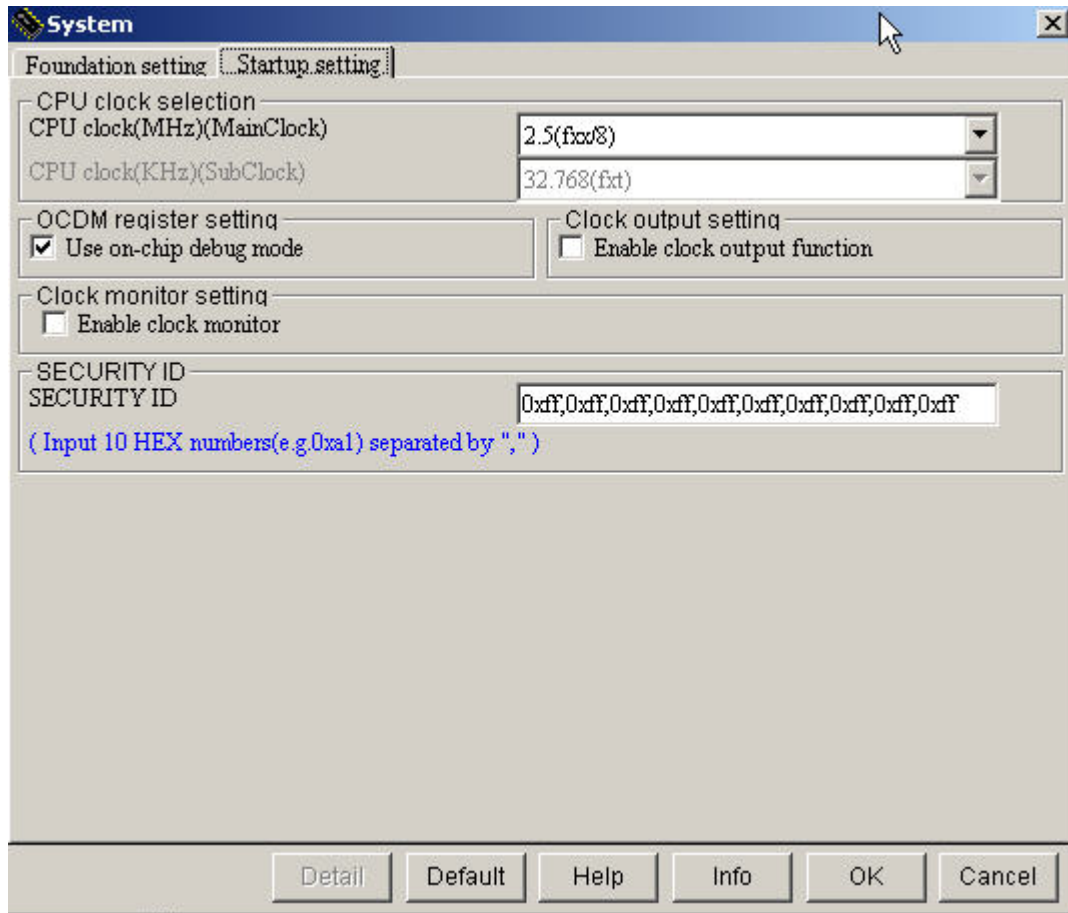 System
Foundation setting Startup setting
CPU clock selection
CPU clock(MHz)(MainClock) 2.5(fxx/8)
CPU clock(KHz)(SubClock) 32.768(fxt)
OCDM register setting Clock output setting
Use on-chip debug mode Enable clock output function
Clock monitor setting
Enable clock monitor
SECURITY ID
SECURITY ID 0xff,0xff,0xff,0xff,0xff,0xff,0xff,0xff,0xff,0xff
( Input 10 HEX numbers(e.g.0xa1) separated by "," )
Detail Default Help Info OK Cancel